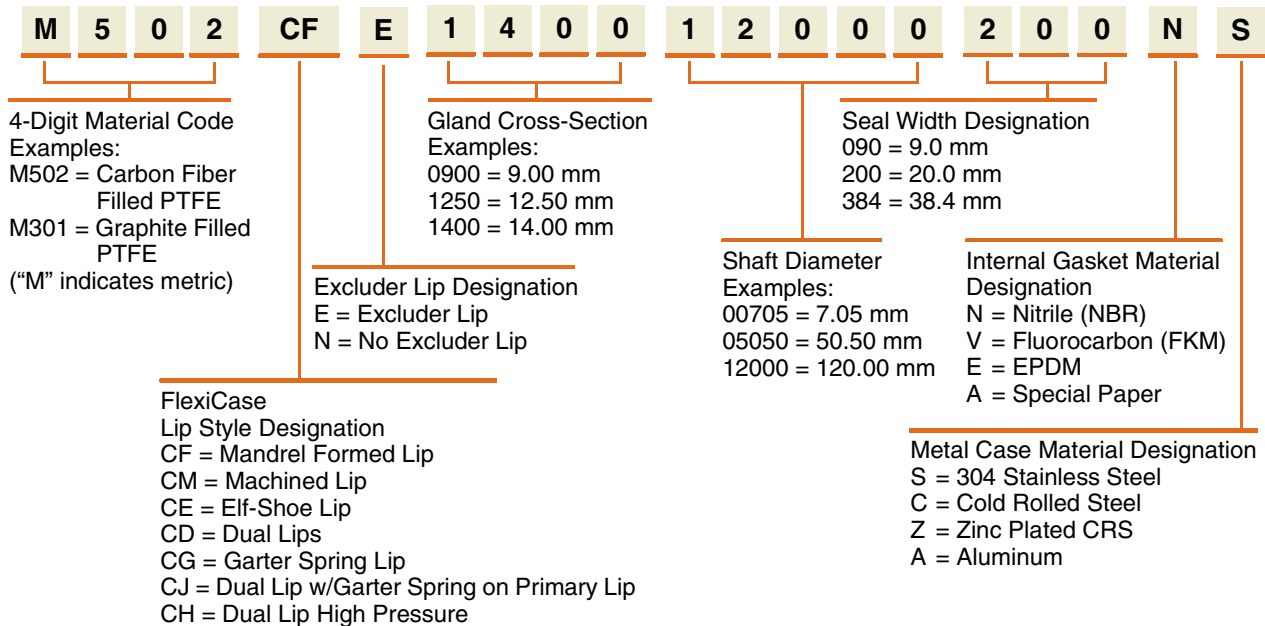 M 5 0 2 CF E 1 4 0 0 1 2 0 0 0 2 0 0 N S
4-Digit Material Code
Examples:
M502 = Carbon Fiber
Filled PTFE
M301 = Graphite Filled
PTFE
(“M” indicates metric)
Gland Cross-Section
Examples:
0900 = 9.00 mm
1250 = 12.50 mm
1400 = 14.00 mm
Seal Width Designation
090 = 9.0 mm
200 = 20.0 mm
384 = 38.4 mm
Excluder Lip Designation
E = Excluder Lip
N = No Excluder Lip
Shaft Diameter
Examples:
00705 = 7.05 mm
05050 = 50.50 mm
12000 = 120.00 mm
Internal Gasket Material
Designation
N = Nitrile (NBR)
V = Fluorocarbon (FKM)
E = EPDM
A = Special Paper
FlexiCase
Lip Style Designation
CF = Mandrel Formed Lip
CM = Machined Lip
CE = Elf-Shoe Lip
CD = Dual Lips
CG = Garter Spring Lip
CJ = Dual Lip w/Garter Spring on Primary Lip
CH = Dual Lip High Pressure
Metal Case Material Designation
S = 304 Stainless Steel
C = Cold Rolled Steel
Z = Zinc Plated CRS
A = Aluminum